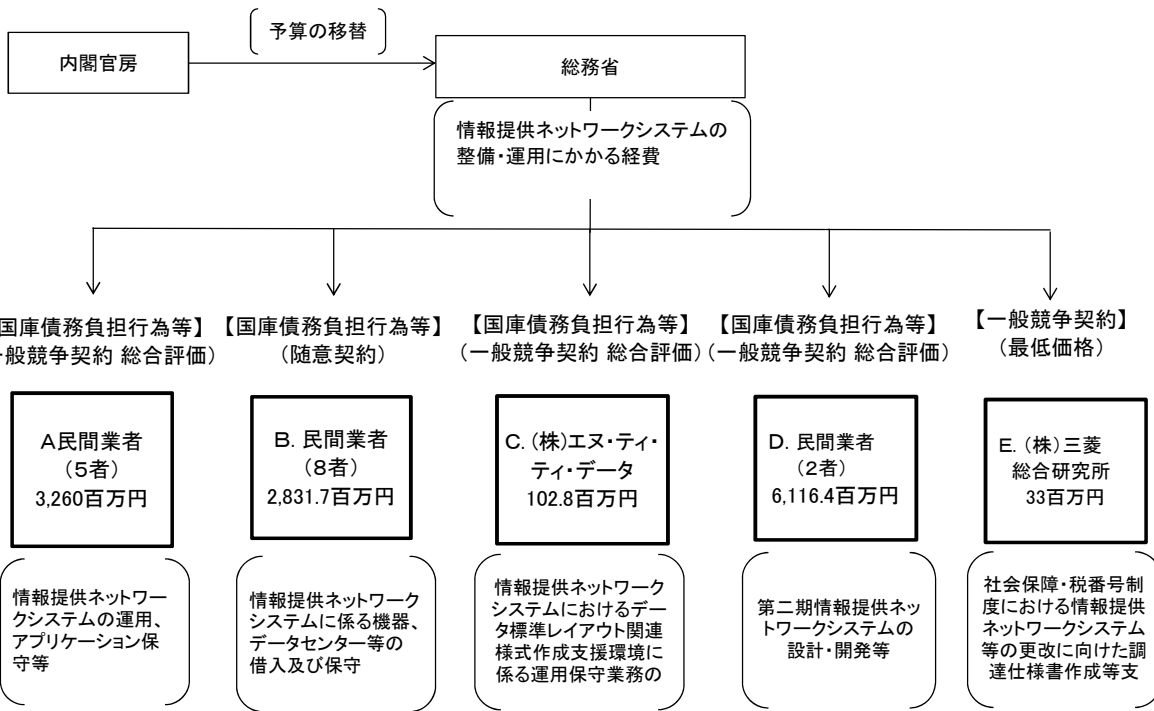 予算の移替
内閣官房
総務省
情報提供ネットワークシステムの
整備・運用にかかる経費
国庫債務負担行為等】
一般競争契約 総合評価)
【国庫債務負担行為等】
(随意契約)
【国庫債務負担行為等】
(一般競争契約 総合評価)
【国庫債務負担行為等】
(一般競争契約 総合評価)
【一般競争契約】
(最低価格)
A民間業者
(5者)
3,260百万円
B. 民間業者
(8者)
2,831.7百万円
C. (株)エヌ・ティ・
ティ・データ
102.8百万円
D. 民間業者
(2者)
6,116.4百万円
E. (株)三菱
総合研究所
33百万円
情報提供ネットワー
クシステムの運用、
アプリケーション保
守等
情報提供ネットワーク
システムに係る機器、
データセンター等の
借入及び保守
情報提供ネットワーク
システムにおけるデー
タ標準レイアウト関連
様式作成支援環境に
係る運用保守業務の
第二期情報提供ネッ
トワークシステムの
設計・開発等
社会保障・税番号制
度における情報提供
ネットワークシステム
等の更改に向けた調
達仕様書作成等支